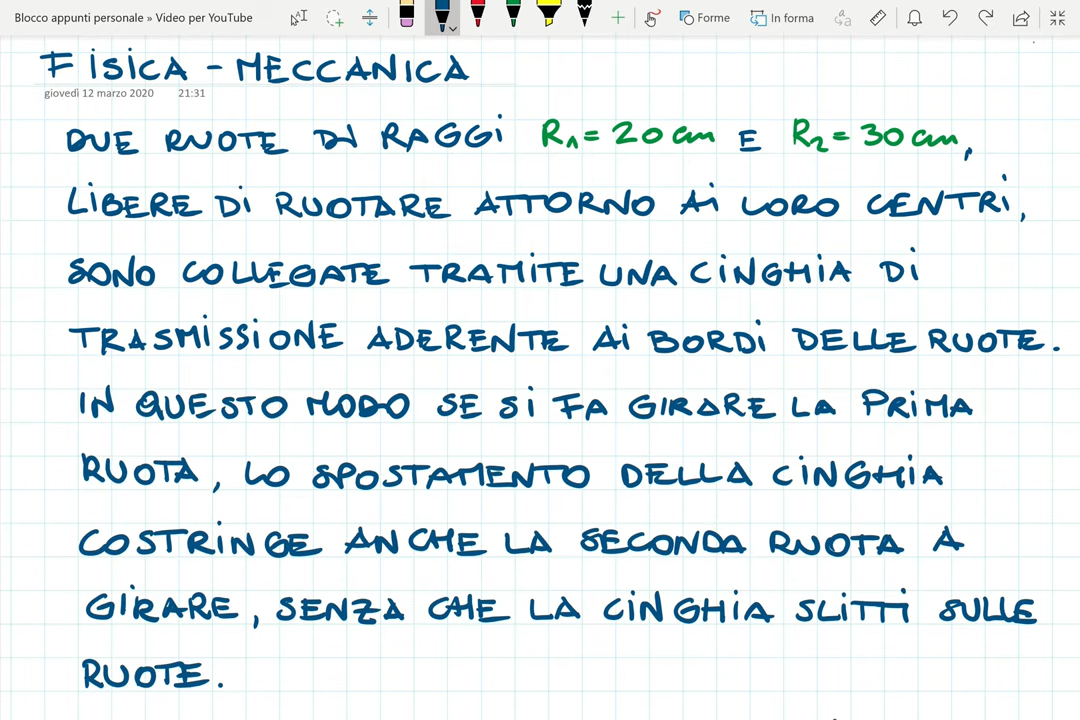 Blocco appunti personale » Video per YouTube
Forme
In forma
FISICA - MECCANICA
giovedì 12 marzo 2020 21:31
DUE RUOTE DI RAGGI R1 = 20 cm E R2 = 30 cm,
LIBERE DI RUOTARE ATTORNO AI LORO CENTRI,
SONO COLLEGATE TRAMITE UNA CINGHIA DI
TRASMISSIONE ADERENTE AI BORDI DELLE RUOTE.
IN QUESTO MODO SE SI FA GIRARE LA PRIMA
RUOTA, LO SPOSTAMENTO DELLA CINGHIA
COSTRINGE ANCHE LA SECONDA RUOTA A
GIRARE, SENZA CHE LA CINGHIA SLITTI SULLE
RUOTE.